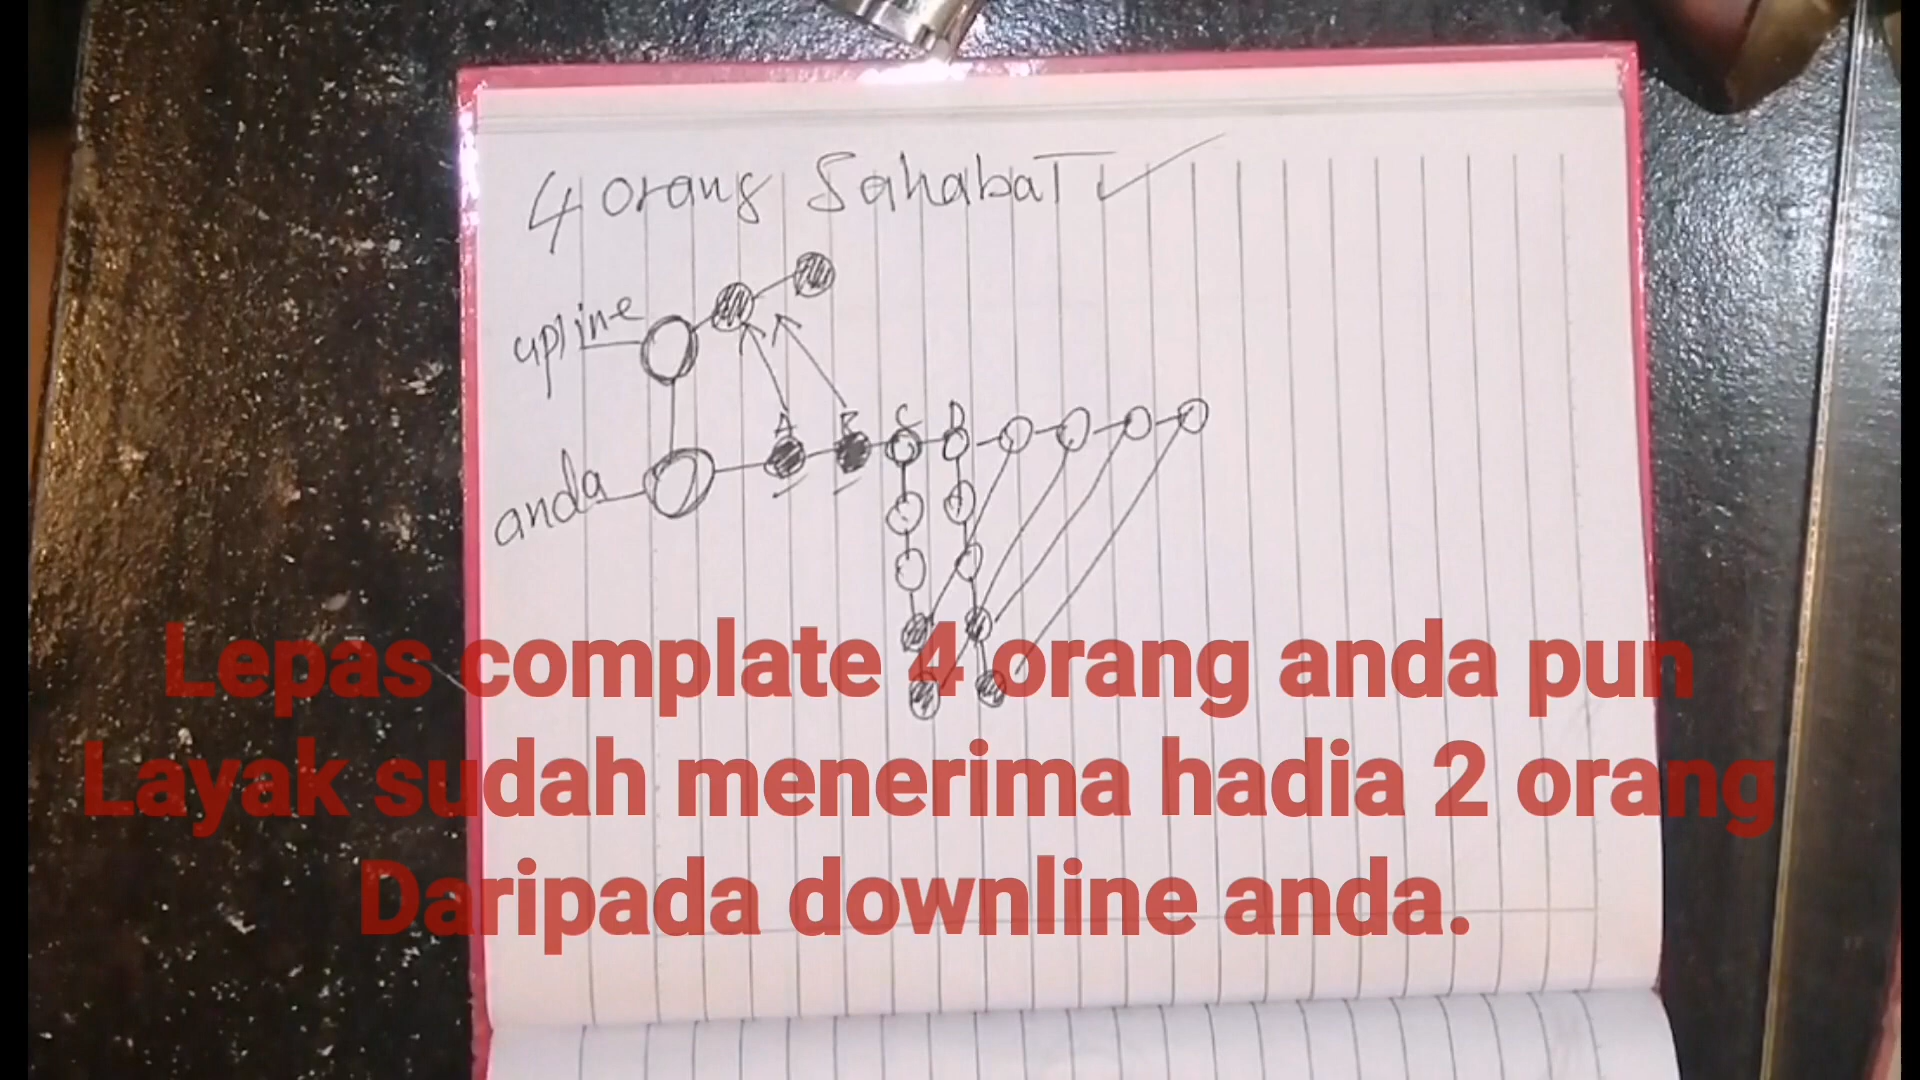 4 orang Sahabat
upline
A B C D
anda
Lepas complate 4 orang anda pun
Layak sudah menerima hadia 2 orang
Daripada downline anda.